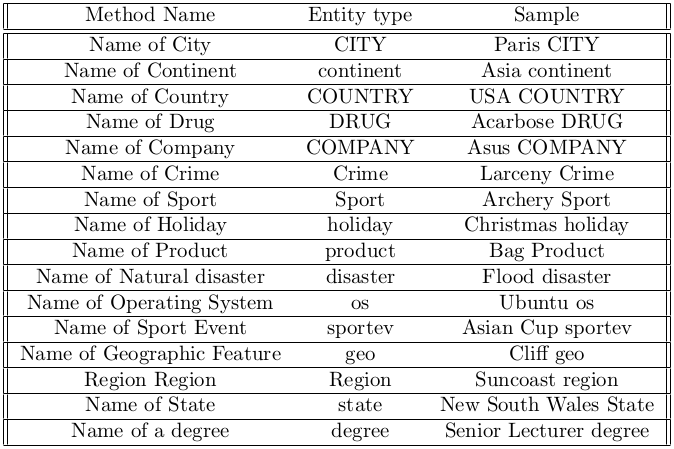 Method Name Entity type Sample
Name of City CITY Paris CITY
Name of Continent continent Asia continent
Name of Country COUNTRY USA COUNTRY
Name of Drug DRUG Acarbose DRUG
Name of Company COMPANY Asus COMPANY
Name of Crime Crime Larceny Crime
Name of Sport Sport Archery Sport
Name of Holiday holiday Christmas holiday
Name of Product product Bag Product
Name of Natural disaster disaster Flood disaster
Name of Operating System os Ubuntu os
Name of Sport Event sportev Asian Cup sportev
Name of Geographic Feature geo Cliff geo
Region Region Region Suncoast region
Name of State state New South Wales State
Name of a degree degree Senior Lecturer degree